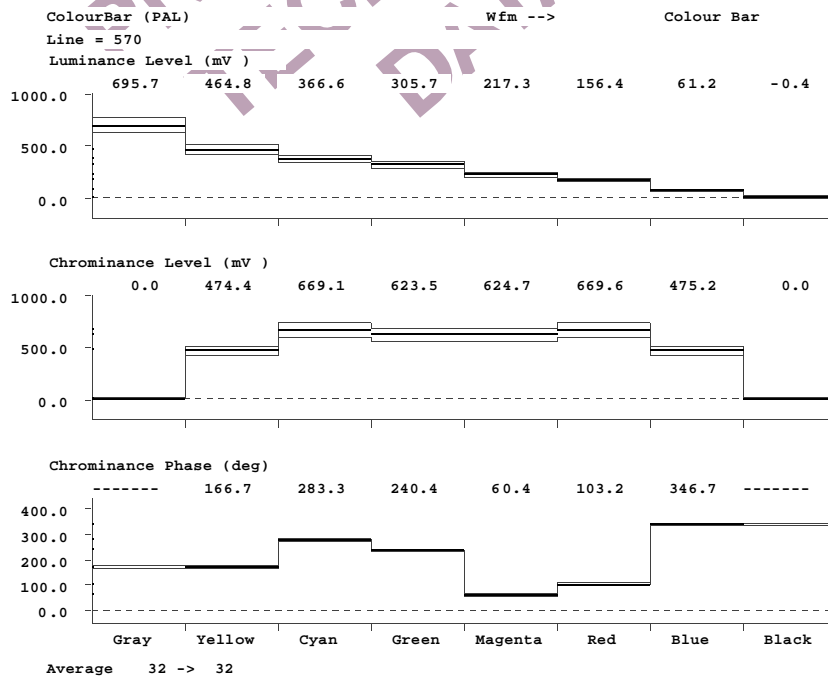 ColourBar (PAL) Wfm --> Colour Bar
Line = 570
Luminance Level (mV )
695.7 464.8 366.6 305.7 217.3 156.4 61.2 -0.4
1000.0
500.0
0.0
Chrominance Level (mV )
0.0 474.4 669.1 623.5 624.7 669.6 475.2 0.0
1000.0
500.0
0.0
Chrominance Phase (deg)
------- 166.7 283.3 240.4 60.4 103.2 346.7 -------
400.0
300.0
200.0
100.0
0.0
Gray Yellow Cyan Green Magenta Red Blue Black
Average 32 -> 32